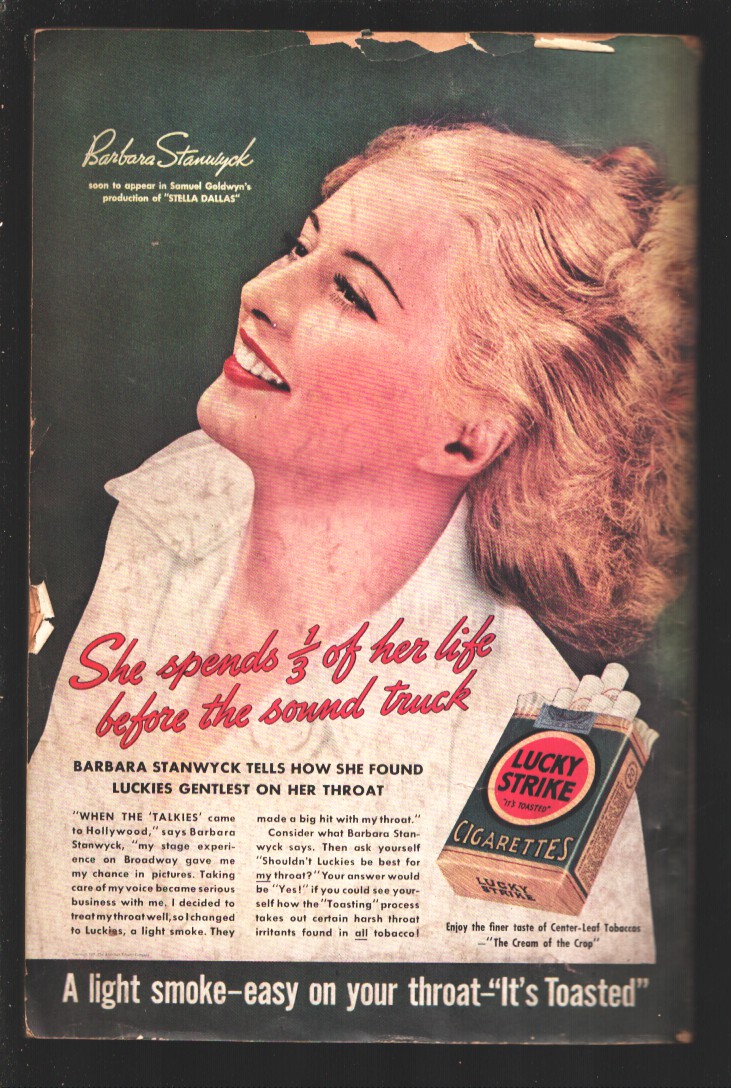 Barbara Stanwyck
soon to appear in Samuel Goldwyn's
production of "STELLA DALLAS"
She spends 1/3 of her life
before the sound truck
BARBARA STANWYCK TELLS HOW SHE FOUND
LUCKIES GENTLEST ON HER THROAT
"WHEN THE 'TALKIES' came
to Hollywood," says Barbara
Stanwyck, "my stage experi-
ence on Broadway gave me
my chance in pictures. Taking
care of my voice became serious
business with me. I decided to
treat my throat well, so I changed
to Luckies, a light smoke. They
made a big hit with my throat."
Consider what Barbara Stan-
wyck says. Then ask yourself
"Shouldn't Luckies be best for
my throat?" Your answer would
be "Yes!" if you could see your-
self how the "Toasting" process
takes out certain harsh throat
irritants found in all tobacco!
LUCKY
STRIKE
"IT'S TOASTED"
CIGARETTES
LUCKY
STRIKE
Enjoy the finer taste of Center-Leaf Tobaccos
—"The Cream of the Crop"
A light smoke–easy on your throat–"It's Toasted"